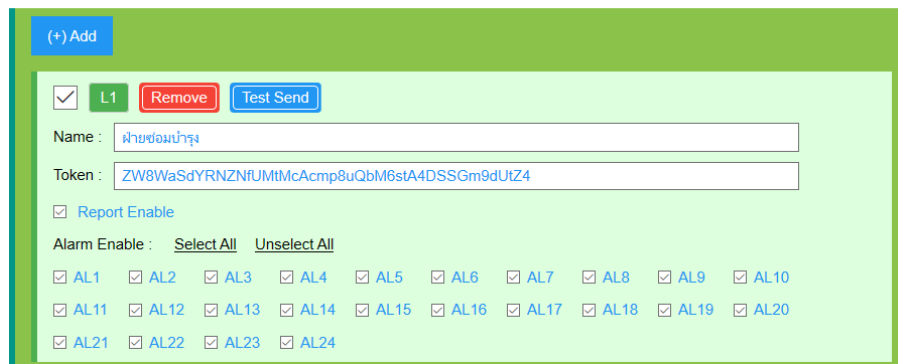 (+) Add
L1 Remove Test Send
Name : ฝ่ายซ่อมบำรุง
Token : ZW8WaSdYRNZNfUMtMcAcmp8uQbM6stA4DSSGm9dUtZ4
Report Enable
Alarm Enable : Select All Unselect All
AL1 AL2 AL3 AL4 AL5 AL6 AL7 AL8 AL9 AL10
AL11 AL12 AL13 AL14 AL15 AL16 AL17 AL18 AL19 AL20
AL21 AL22 AL23 AL24